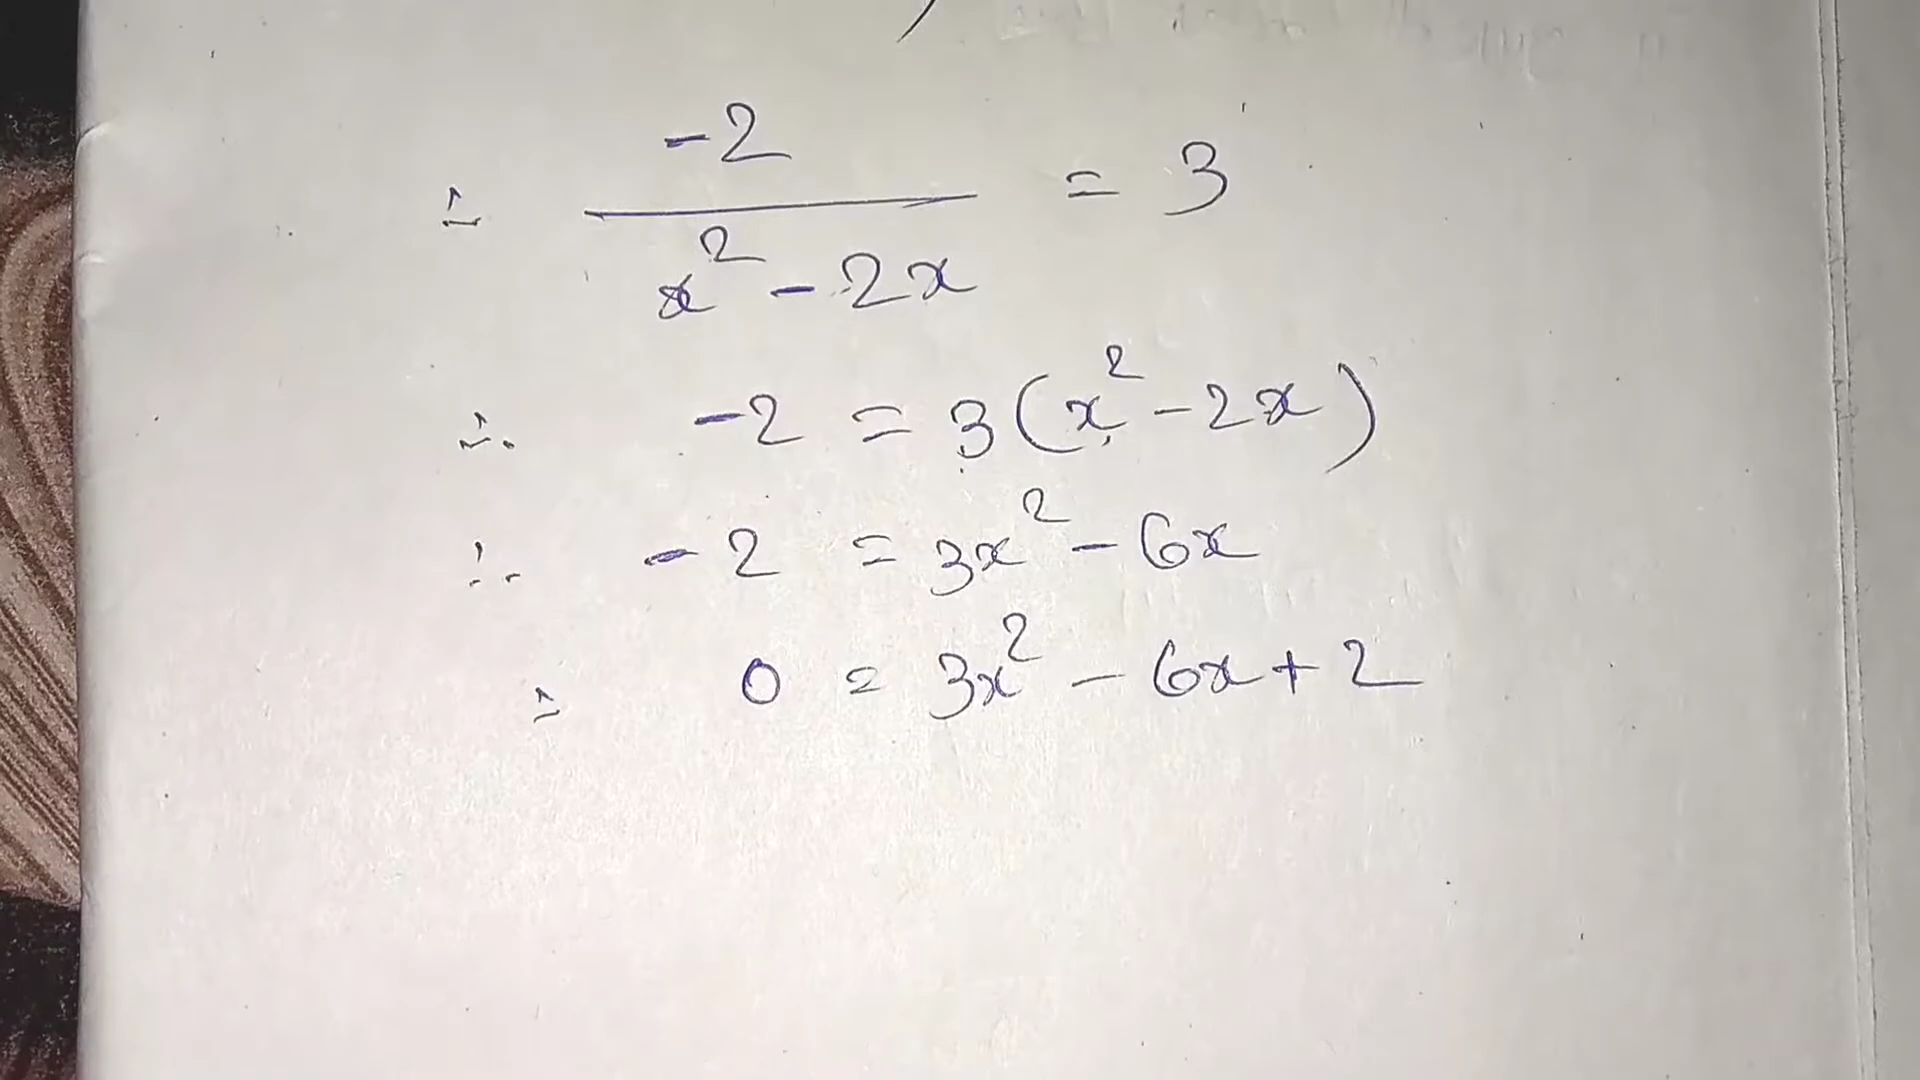 ∴ -2/(x² - 2x) = 3
∴ -2 = 3(x² - 2x)
∴ -2 = 3x² - 6x
∴ 0 = 3x² - 6x + 2